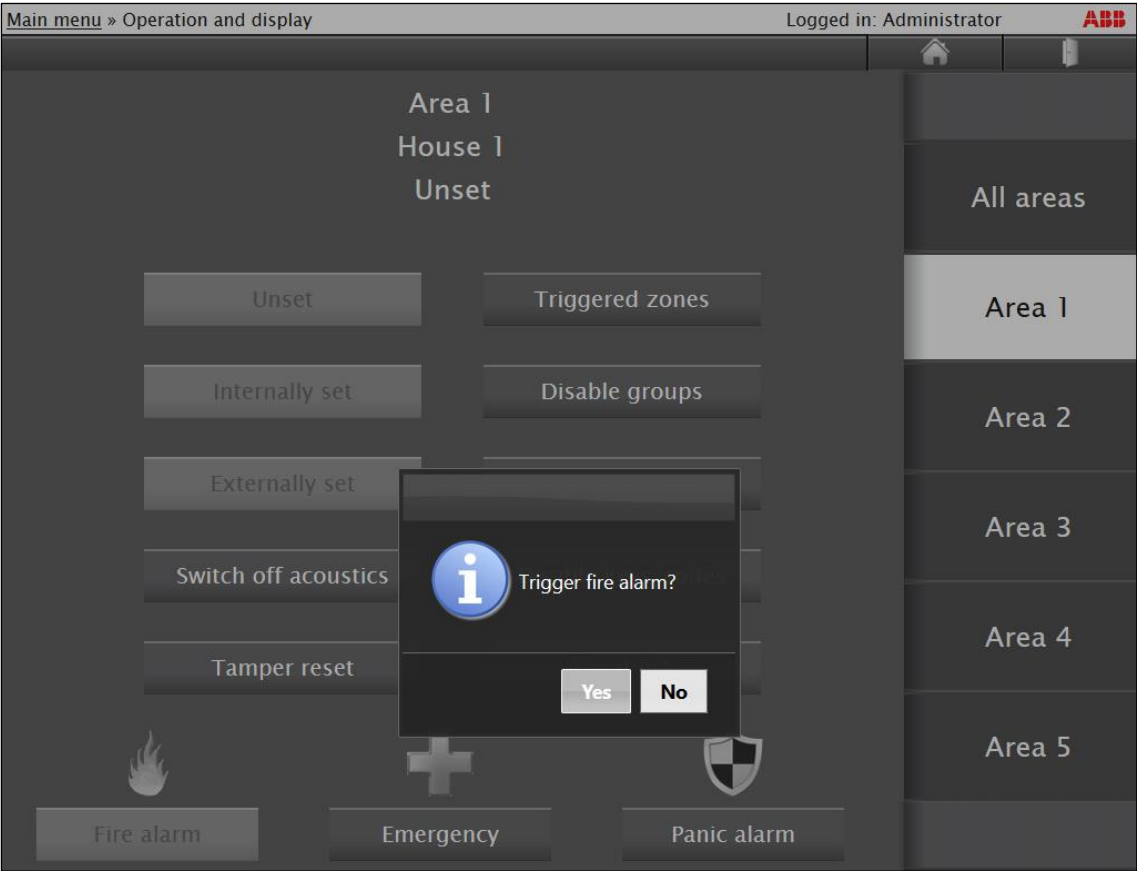 Main menu » Operation and display
Logged in: Administrator
ABB
Area 1
House 1
Unset
All areas
Unset
Triggered zones
Area 1
Internally set
Disable groups
Area 2
Externally set
Area 3
Switch off acoustics
Trigger fire alarm?
Area 4
Tamper reset
Yes
No
Area 5
Fire alarm
Emergency
Panic alarm